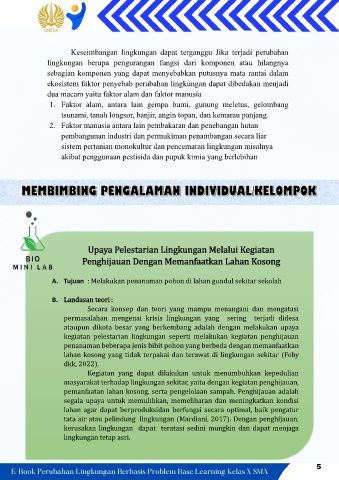 UNESA
Keseimbangan lingkungan dapat terganggu Jika terjadi perubahan
lingkungan berupa pengurangan fungsi dari komponen atau hilangnya
sebagian komponen yang dapat menyebabkan putusnya mata rantai dalam
ekosistem faktor penyebab perubahan lingkungan dapat dibedakan menjadi
dua macam yaitu faktor alam dan faktor manusia
1. Faktor alam, antara lain gempa bumi, gunung meletus, gelombang
tsunami, tanah longsor, banjir, angin topan, dan kemarau panjang.
2. Faktor manusia antara lain pembakaran dan penebangan hutan
pembangunan industri dan permukiman penambangan secara liar
sistem pertanian monokultur dan pencemaran lingkungan misalnya
akibat penggunaan pestisida dan pupuk kimia yang berlebihan
MEMBIMBING PENGALAMAN INDIVIDUAL/KELOMPOK
BIO
MINI LAB
Upaya Pelestarian Lingkungan Melalui Kegiatan
Penghijauan Dengan Memanfaatkan Lahan Kosong
A. Tujuan : Melakukan penanaman pohon di lahan gundul sekitar sekolah
B. Landasan teori :
Secara konsep dan teori yang mampu menangani dan mengatasi
permasalahan mengenai krisis lingkungan yang sering terjadi didesa
ataupun dikota besar yang berkembang adalah dengan melakukan upaya
kegiatan pelestarian lingkungan seperti melakukan kegiatan penghijauan
penanaman beberapa jenis bibit pohon yang berbeda dengan memanfaatkan
lahan kosong yang tidak terpakai dan terawat di lingkungan sekitar (Feby
dkk, 2022).
Kegiatan yang dapat dilakukan untuk menumbuhkan kepedulian
masyarakat terhadap lingkungan sekitar, yaitu dengan kegiatan penghijauan,
pemanfaatan lahan kosong, serta pengelolaan sampah. Penghijauan adalah
segala upaya untuk memulihkan, memeliharan dan meningkatkan kondisi
lahan agar dapat berproduksidan berfungsi secara optimal, baik pengatur
tata air atau pelindung lingkungan (Mardiani, 2017). Dengan penghijauan,
kerusakan lingkungan dapat teratasi sedini mungkin dan dapat menjaga
lingkungan tetap asri.
E-Book Perubahan Lingkungan Berbasis Problem Base Learning Kelas X SMA
5